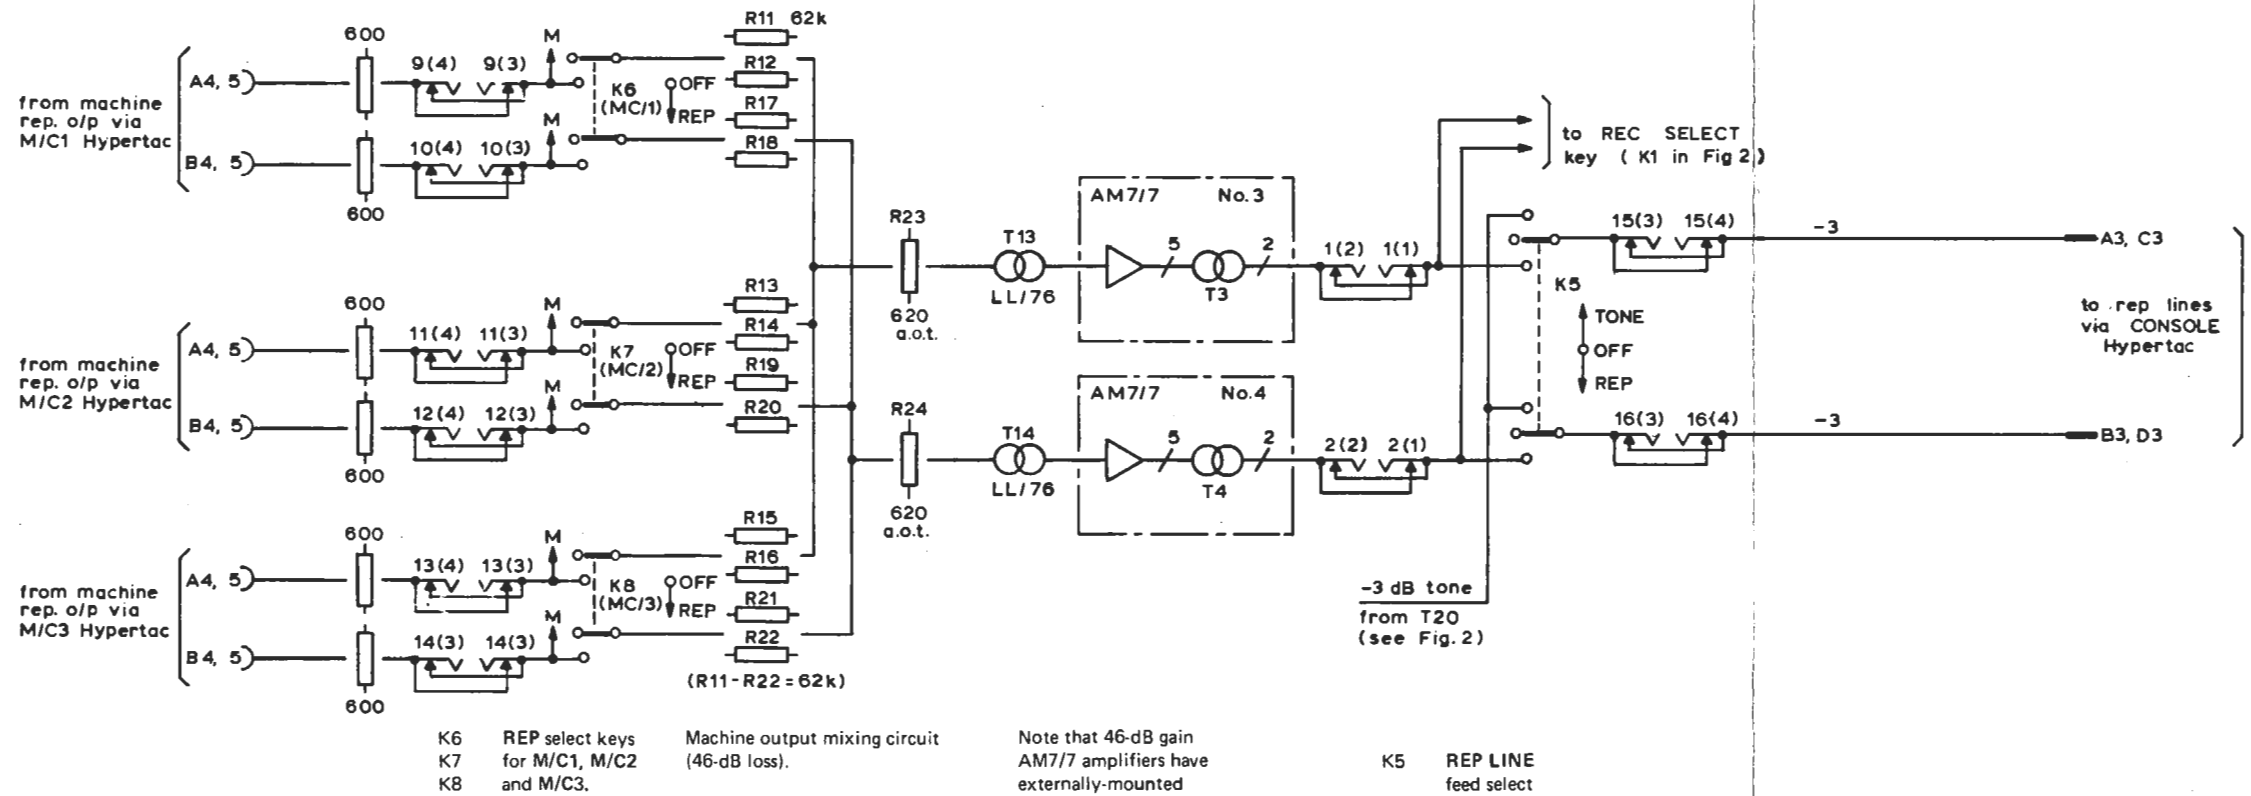 from machine
rep. o/p via
M/C1 Hypertac
A4, 5
B4, 5
600
600
9(4) 9(3)
10(4) 10(3)
M
M
K6
(MC/1)
OFF
REP
R11 62k
R12
R17
R18
from machine
rep. o/p via
M/C2 Hypertac
A4, 5
B4, 5
600
600
11(4) 11(3)
12(4) 12(3)
M
M
K7
(MC/2)
OFF
REP
R13
R14
R19
R20
from machine
rep. o/p via
M/C3 Hypertac
A4, 5
B4, 5
600
600
13(4) 13(3)
14(3) 14(3)
M
M
K8
(MC/3)
OFF
REP
R15
R16
R21
R22
(R11-R22=62k)
R23
620
a.o.t.
T13
LL/76
AM7/7 No.3
5
2
T3
1(2) 1(1)
R24
620
a.o.t.
T14
LL/76
AM7/7 No.4
5
2
T4
2(2) 2(1)
to REC SELECT
key ( K1 in Fig 2 )
K5
TONE
OFF
REP
15(3) 15(4)
-3
A3, C3
16(3) 16(4)
-3
B3, D3
to rep lines
via CONSOLE
Hypertac
-3 dB tone
from T20
(see Fig. 2)
K6 REP select keys
K7 for M/C1, M/C2
K8 and M/C3.
Machine output mixing circuit
(46-dB loss).
Note that 46-dB gain
AM7/7 amplifiers have
externally-mounted
K5 REP LINE
feed select